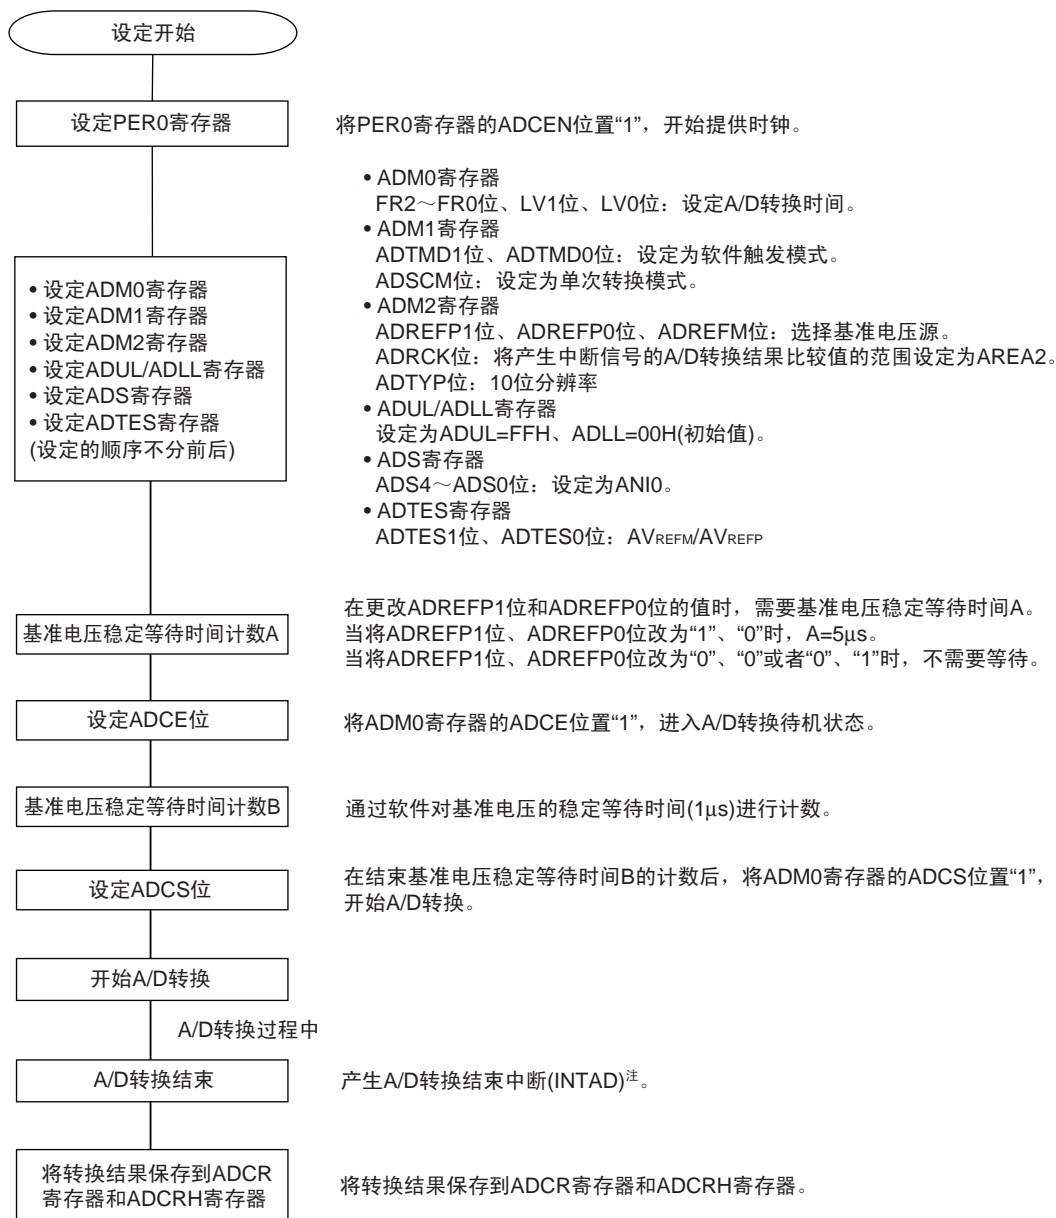 设定开始
设定PER0寄存器
将PER0寄存器的ADCEN位置“1”，开始提供时钟。
• 设定ADM0寄存器
• 设定ADM1寄存器
• 设定ADM2寄存器
• 设定ADUL/ADLL寄存器
• 设定ADS寄存器
• 设定ADTES寄存器
(设定的顺序不分前后)
• ADM0寄存器
FR2～FR0位、LV1位、LV0位：设定A/D转换时间。
• ADM1寄存器
ADTMD1位、ADTMD0位：设定为软件触发模式。
ADSCM位：设定为单次转换模式。
• ADM2寄存器
ADREFP1位、ADREFP0位、ADREFM位：选择基准电压源。
ADRCK位：将产生中断信号的A/D转换结果比较值的范围设定为AREA2。
ADTYP位：10位分辨率
• ADUL/ADLL寄存器
设定为ADUL=FFH、ADLL=00H(初始值)。
• ADS寄存器
ADS4～ADS0位：设定为ANI0。
• ADTES寄存器
ADTES1位、ADTES0位：AVREFM/AVREFP
基准电压稳定等待时间计数A
在更改ADREFP1位和ADREFP0位的值时，需要基准电压稳定等待时间A。
当将ADREFP1位、ADREFP0位改为“1”、“0”时，A=5μs。
当将ADREFP1位、ADREFP0位改为“0”、“0”或者“0”、“1”时，不需要等待。
设定ADCE位
将ADM0寄存器的ADCE位置“1”，进入A/D转换待机状态。
基准电压稳定等待时间计数B
通过软件对基准电压的稳定等待时间(1μs)进行计数。
设定ADCS位
在结束基准电压稳定等待时间B的计数后，将ADM0寄存器的ADCS位置“1”，
开始A/D转换。
开始A/D转换
A/D转换过程中
A/D转换结束
产生A/D转换结束中断(INTAD)注。
将转换结果保存到ADCR
寄存器和ADCRH寄存器
将转换结果保存到ADCR寄存器和ADCRH寄存器。